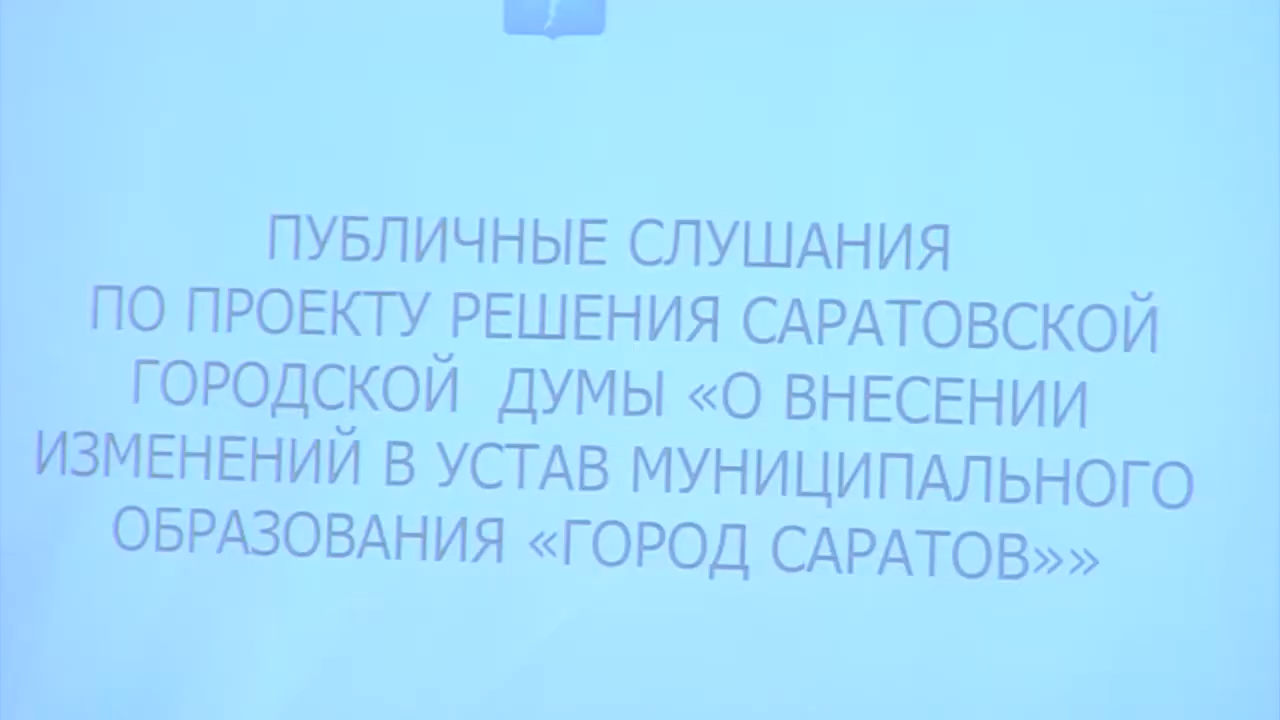 ПУБЛИЧНЫЕ СЛУШАНИЯ
ПО ПРОЕКТУ РЕШЕНИЯ САРАТОВСКОЙ
ГОРОДСКОЙ ДУМЫ «О ВНЕСЕНИИ
ИЗМЕНЕНИЙ В УСТАВ МУНИЦИПАЛЬНОГО
ОБРАЗОВАНИЯ «ГОРОД САРАТОВ»»